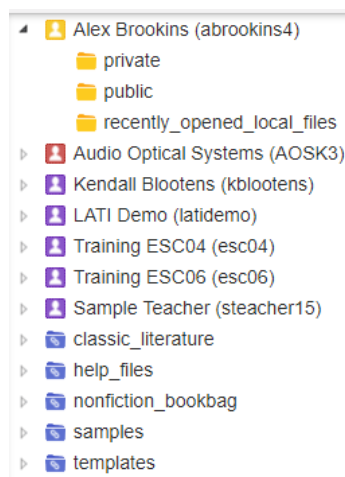 Alex Brookins (abrookins4)
private
public
recently_opened_local_files
Audio Optical Systems (AOSK3)
Kendall Blootens (kblootens)
LATI Demo (latidemo)
Training ESC04 (esc04)
Training ESC06 (esc06)
Sample Teacher (steacher15)
classic_literature
help_files
nonfiction_bookbag
samples
templates